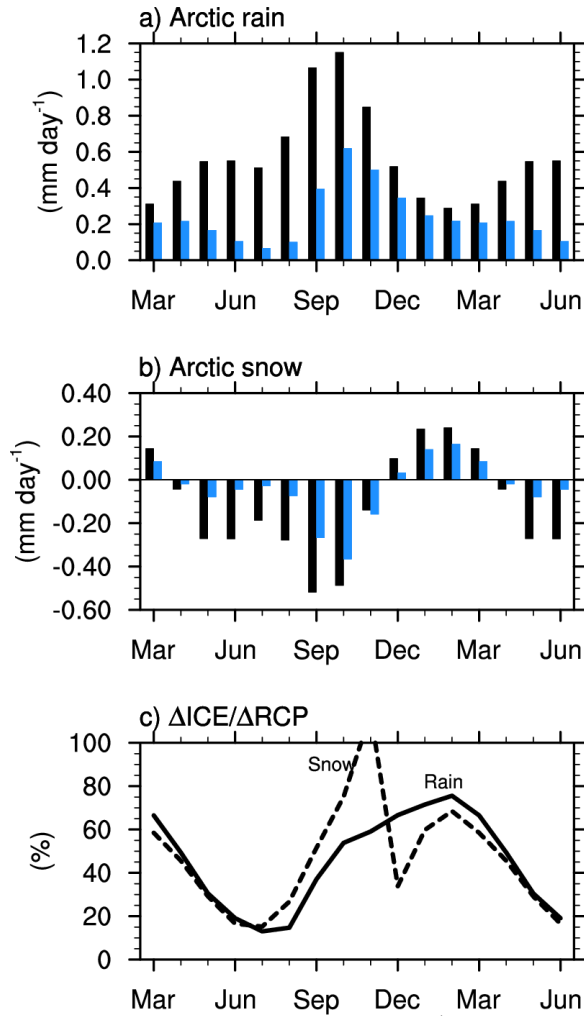 a) Arctic rain
1.2
1.0
0.8
0.6
0.4
0.2
0.0
(mm day-1)
Mar Jun Sep Dec Mar Jun
b) Arctic snow
0.40
0.20
0.00
-0.20
-0.40
-0.60
(mm day-1)
Mar Jun Sep Dec Mar Jun
c) ΔICE/ΔRCP
100
80
60
40
20
0
(%)
Snow
Rain
Mar Jun Sep Dec Mar Jun